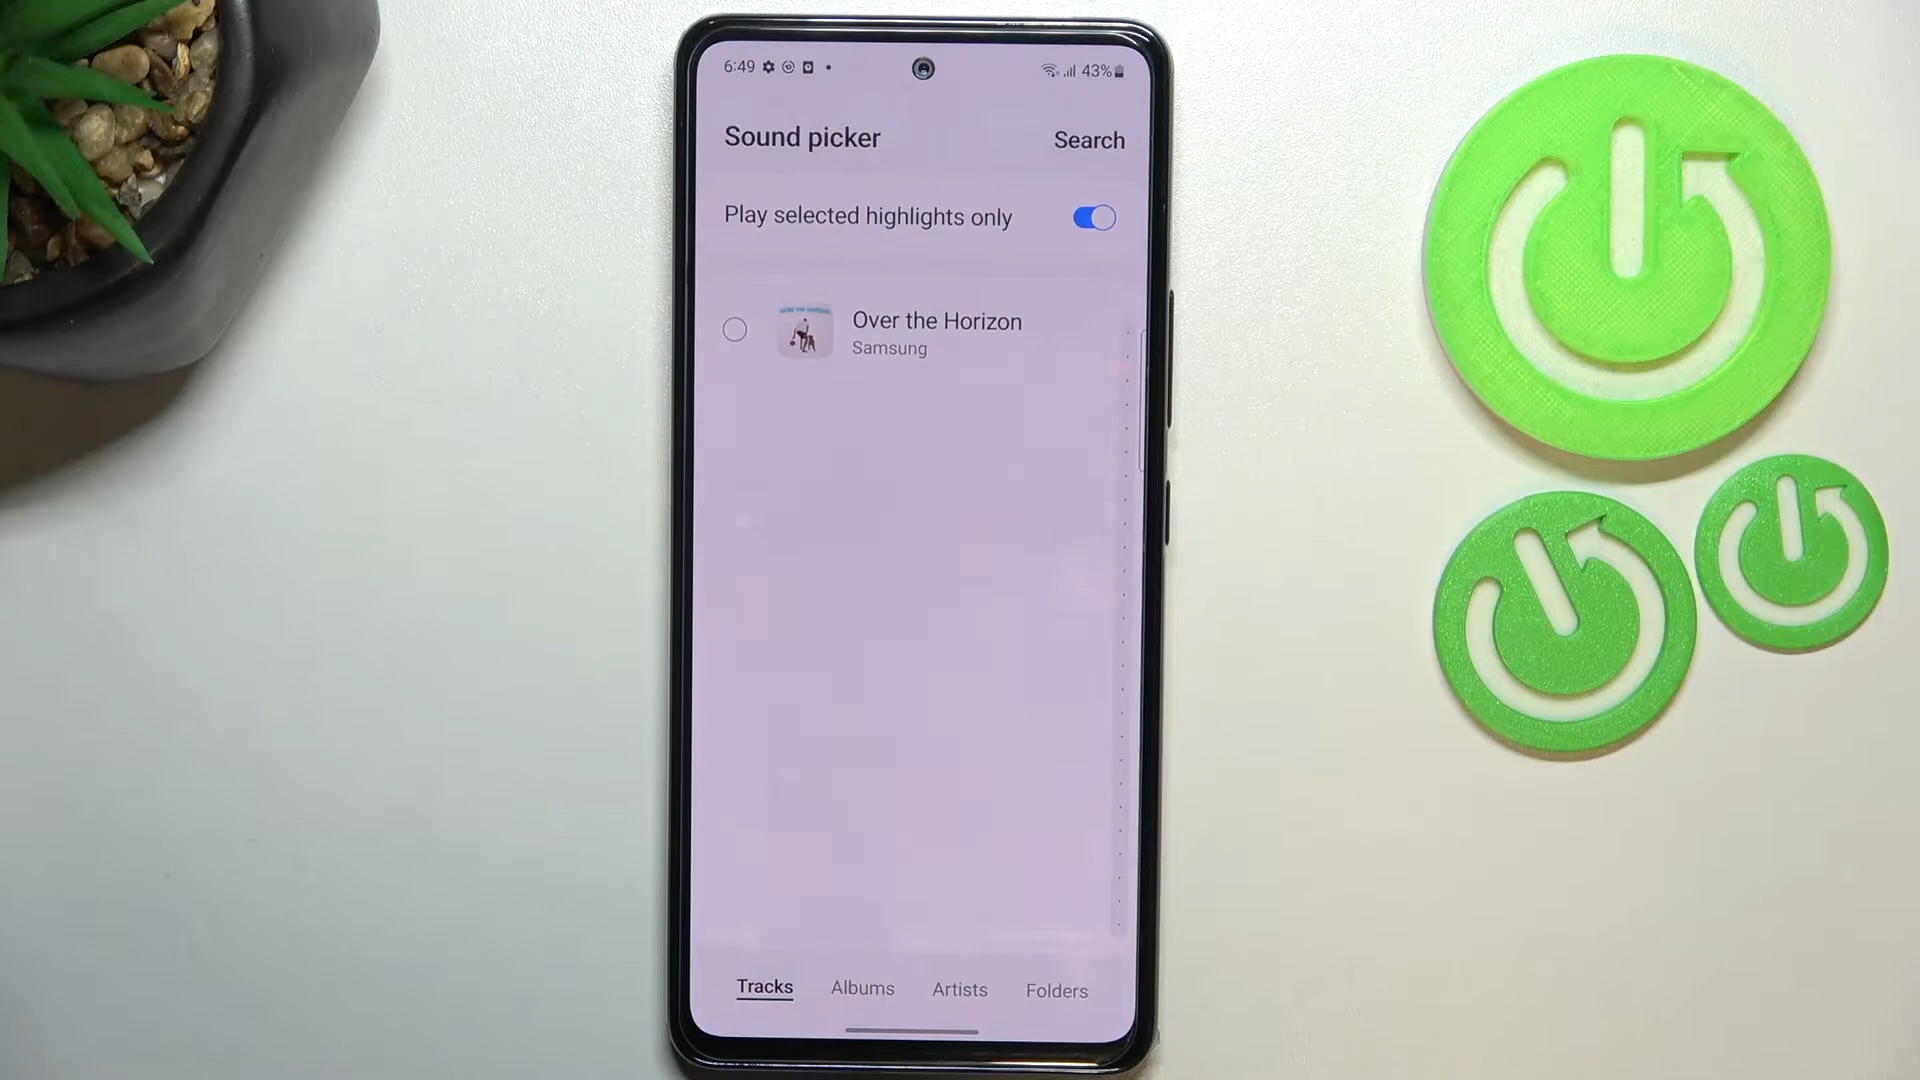 6:49
43%
Sound picker
Search
Play selected highlights only
Over the Horizon
Samsung
Tracks
Albums
Artists
Folders